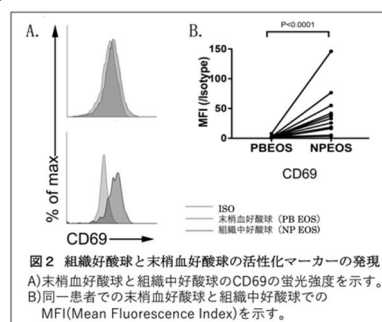 A.
B.
P<0.0001
MFI (/Isotype)
150
100
50
0
PBEOS NPEOS
CD69
% of max
CD69
ISO
末梢血好酸球（PB EOS）
組織中好酸球（NP EOS）
図2 組織好酸球と末梢血好酸球の活性化マーカーの発現
A)末梢血好酸球と組織中好酸球のCD69の蛍光強度を示す。
B)同一患者での末梢血好酸球と組織中好酸球での
MFI(Mean Fluorescence Index)を示す。